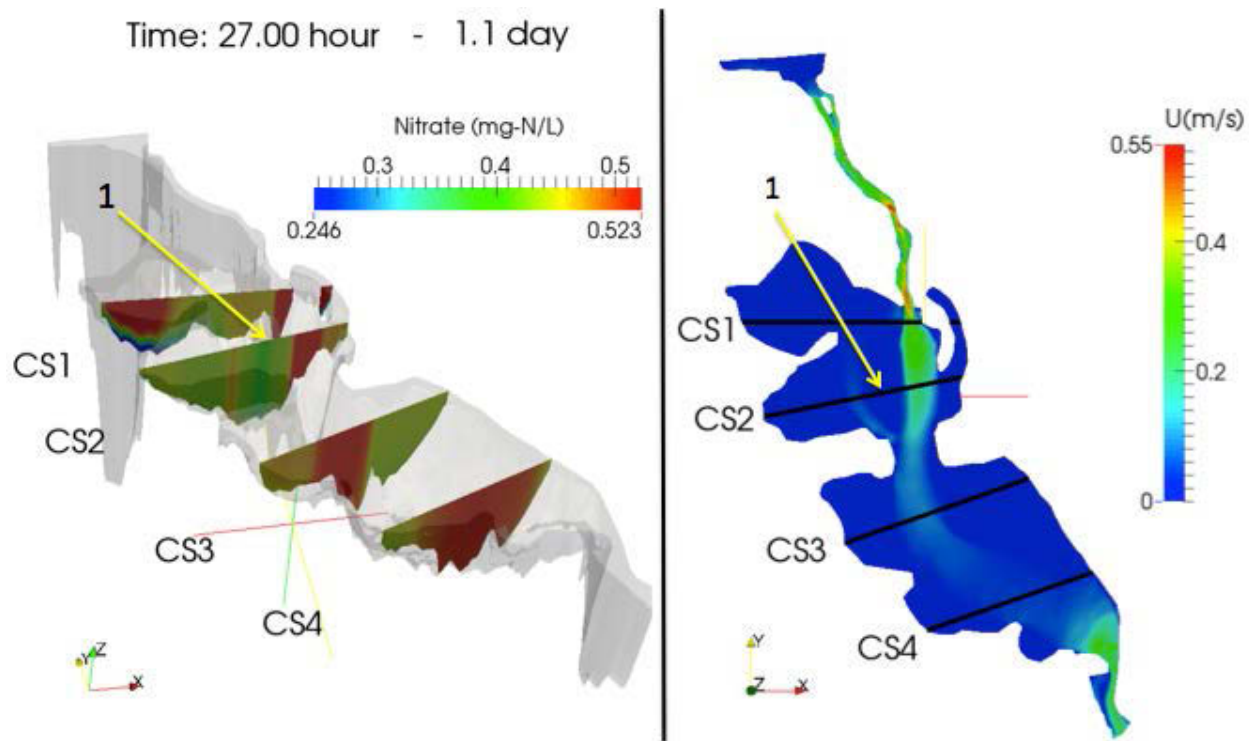 Time: 27.00 hour - 1.1 day
Nitrate (mg-N/L)
0.3 0.4 0.5
0.246 0.523
1
CS1
CS2
CS3
CS4
Y Z X
U(m/s)
0.55
0.4
0.2
0
1
CS1
CS2
CS3
CS4
Y
Z X